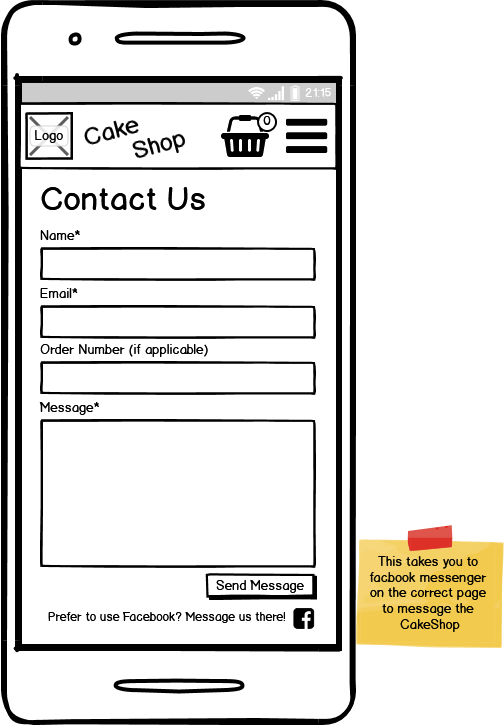 21:15
Logo
Cake
Shop
0
Contact Us
Name*
Email*
Order Number (if applicable)
Message*
Send Message
Prefer to use Facebook? Message us there!
This takes you to
facbook messenger
on the correct page
to message the
CakeShop